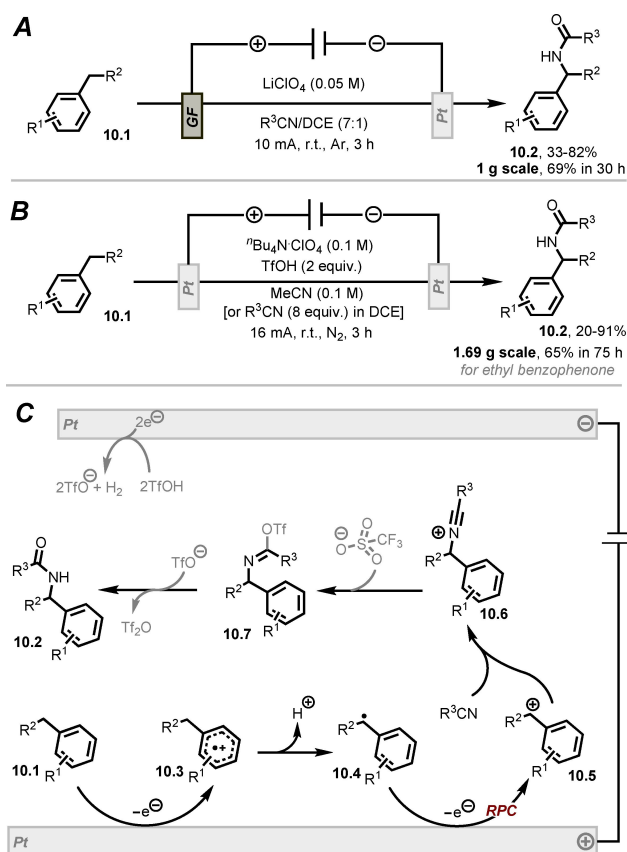 A
+
−
LiClO₄ (0.05 M)
GF
Pt
R³CN/DCE (7:1)
10 mA, r.t., Ar, 3 h
R²
R¹
10.1
O
R³
HN
R²
R¹
10.2, 33-82%
1 g scale, 69% in 30 h
B
+
−
ⁿBu₄N·ClO₄ (0.1 M)
TfOH (2 equiv.)
Pt
Pt
MeCN (0.1 M)
[or R³CN (8 equiv.) in DCE]
16 mA, r.t., N₂, 3 h
R²
R¹
10.1
O
R³
HN
R²
R¹
10.2, 20-91%
1.69 g scale, 65% in 75 h
for ethyl benzophenone
C
Pt
2e⊖
−
2TfO⊖ + H₂
2TfOH
O
R³
NH
R²
R¹
10.2
TfO⊖
Tf₂O
OTf
N
R³
R²
R¹
10.7
⊖
O
O
S
CF₃
O
R³
⊕
N
R²
R¹
10.6
R²
10.1
R¹
−e⊖
R²
•+
10.3
R¹
H⊕
R²
•
10.4
R¹
−e⊖
RPC
R³CN
⊕
R²
R¹
10.5
Pt
+